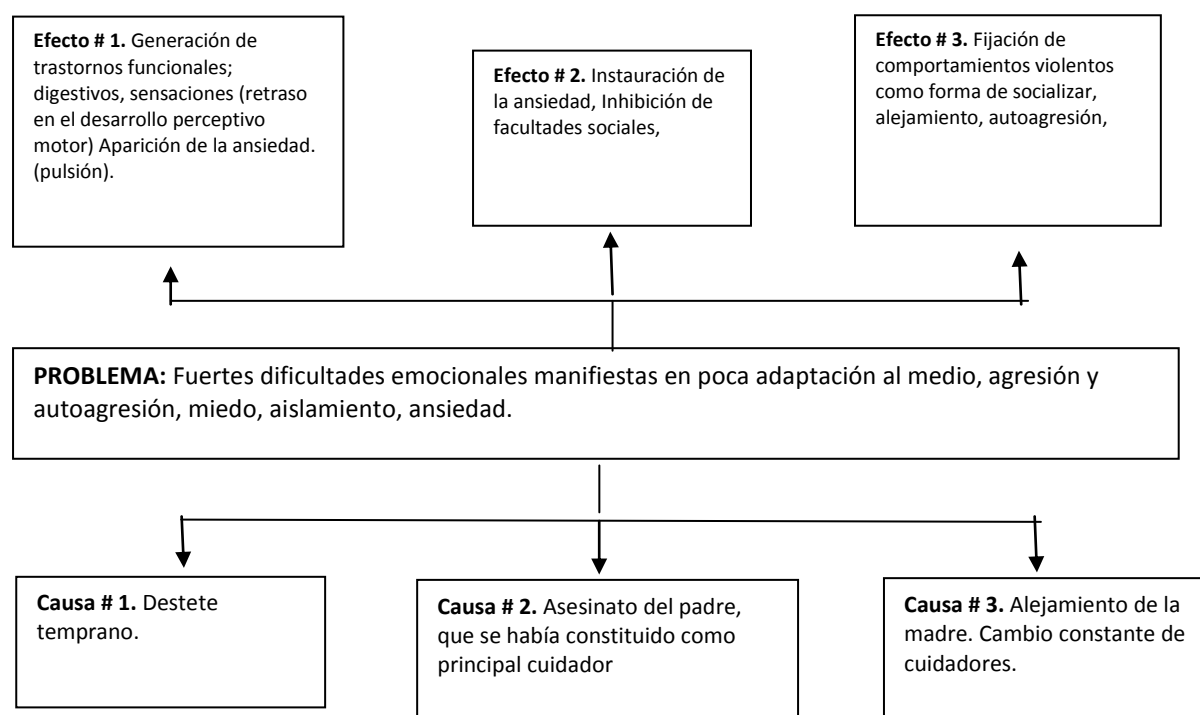 Efecto # 1. Generación de
trastornos funcionales;
digestivos, sensaciones (retraso
en el desarrollo perceptivo
motor) Aparición de la ansiedad.
(pulsión).
Efecto # 2. Instauración de
la ansiedad, Inhibición de
facultades sociales,
Efecto # 3. Fijación de
comportamientos violentos
como forma de socializar,
alejamiento, autoagresión,
PROBLEMA: Fuertes dificultades emocionales manifiestas en poca adaptación al medio, agresión y
autoagresión, miedo, aislamiento, ansiedad.
Causa # 1. Destete
temprano.
Causa # 2. Asesinato del padre,
que se había constituido como
principal cuidador
Causa # 3. Alejamiento de la
madre. Cambio constante de
cuidadores.